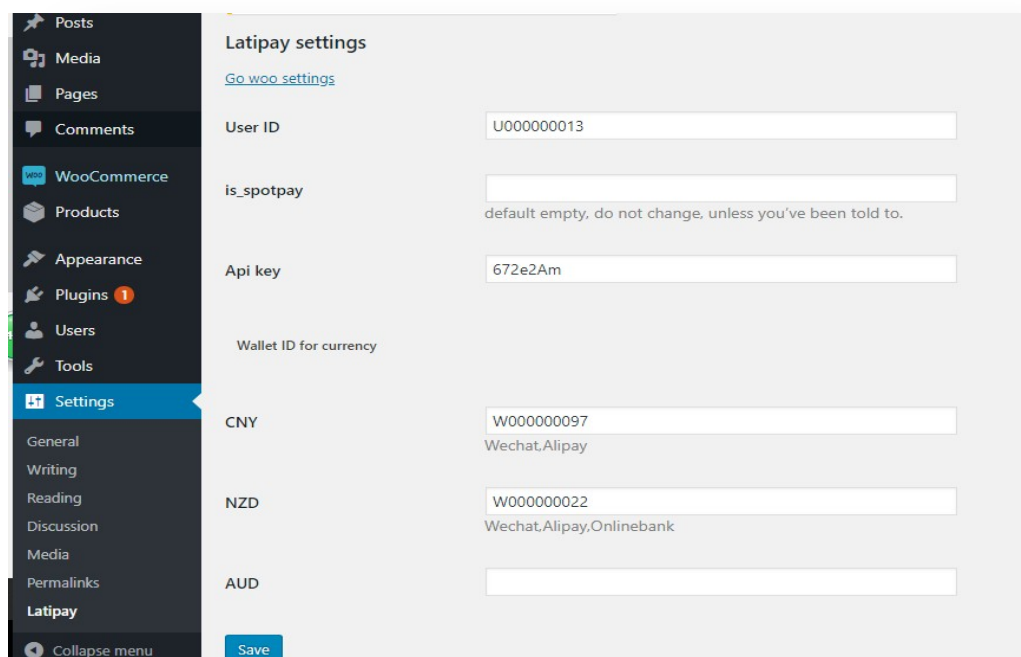 Posts
Media
Pages
Comments
woo WooCommerce
Products
Appearance
Plugins 1
Users
Tools
Settings
General
Writing
Reading
Discussion
Media
Permalinks
Latipay
Collapse menu
Latipay settings
Go woo settings
User ID U000000013
is_spotpay
default empty, do not change, unless you've been told to.
Api key 672e2Am
Wallet ID for currency
CNY W000000097
Wechat,Alipay
NZD W000000022
Wechat,Alipay,Onlinebank
AUD
Save